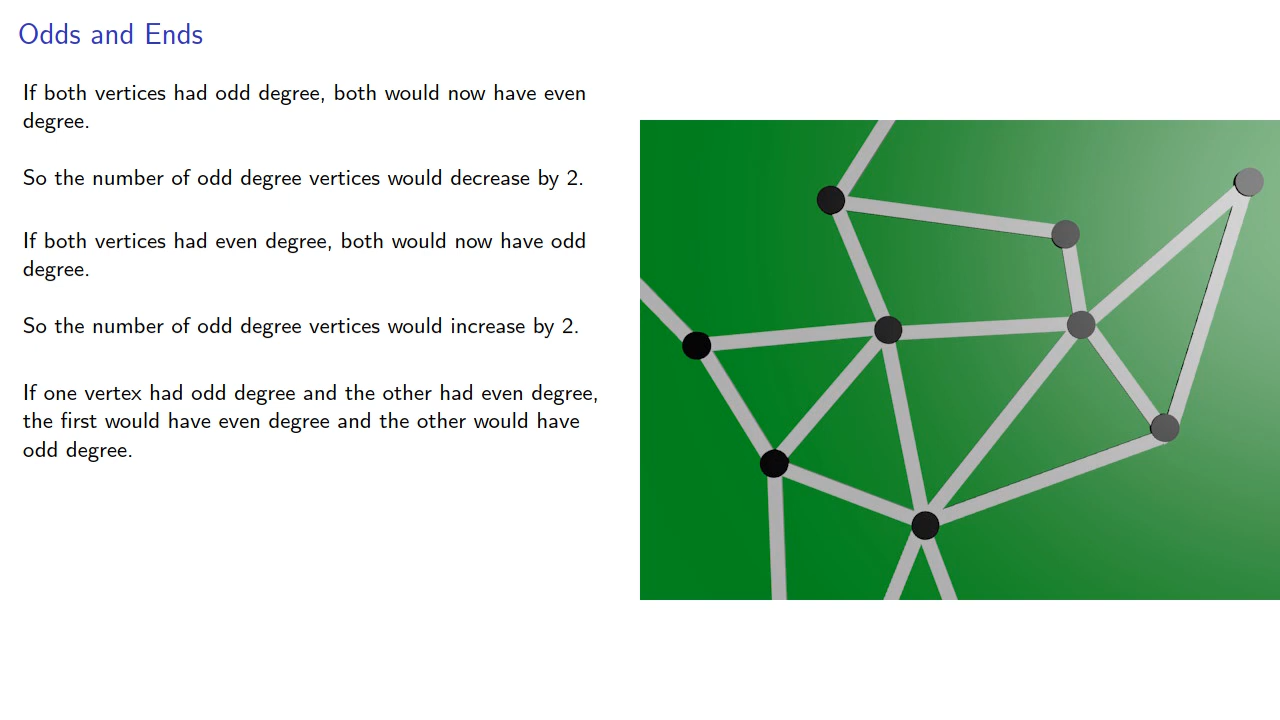 Odds and Ends
If both vertices had odd degree, both would now have even
degree.
So the number of odd degree vertices would decrease by 2.
If both vertices had even degree, both would now have odd
degree.
So the number of odd degree vertices would increase by 2.
If one vertex had odd degree and the other had even degree,
the first would have even degree and the other would have
odd degree.